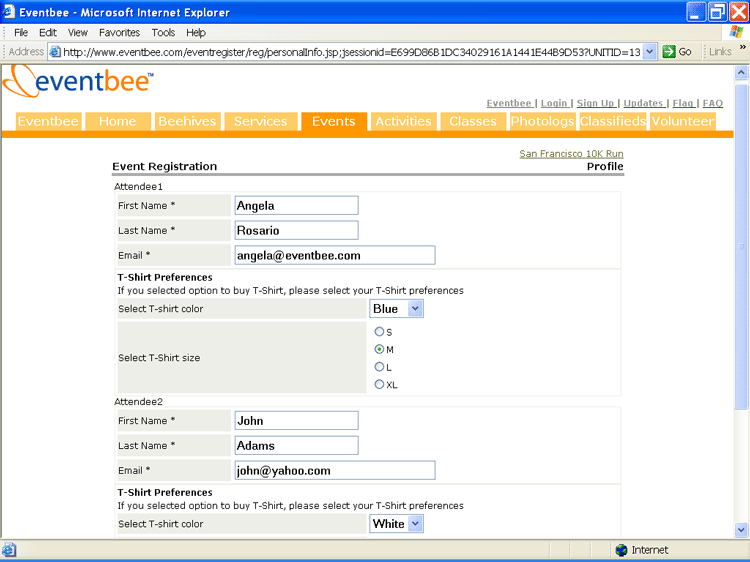 Eventbee - Microsoft Internet Explorer
File Edit View Favorites Tools Help
Address http://www.eventbee.com/eventregister/reg/personalInfo.jsp;jsessionid=E699D86B1DC34029161A1441E44B9D53?UNITID=13 Go Links »
eventbee™
Eventbee | Login | Sign Up | Updates | Flag | FAQ
Eventbee Home Beehives Services Events Activities Classes Photologs Classifieds Volunteer
San Francisco 10K Run
Event Registration Profile
Attendee1
First Name * Angela
Last Name * Rosario
Email * angela@eventbee.com
T-Shirt Preferences
If you selected option to buy T-Shirt, please select your T-Shirt preferences
Select T-shirt color Blue
Select T-Shirt size
S
M
L
XL
Attendee2
First Name * John
Last Name * Adams
Email * john@yahoo.com
T-Shirt Preferences
If you selected option to buy T-Shirt, please select your T-Shirt preferences
Select T-shirt color White
Internet